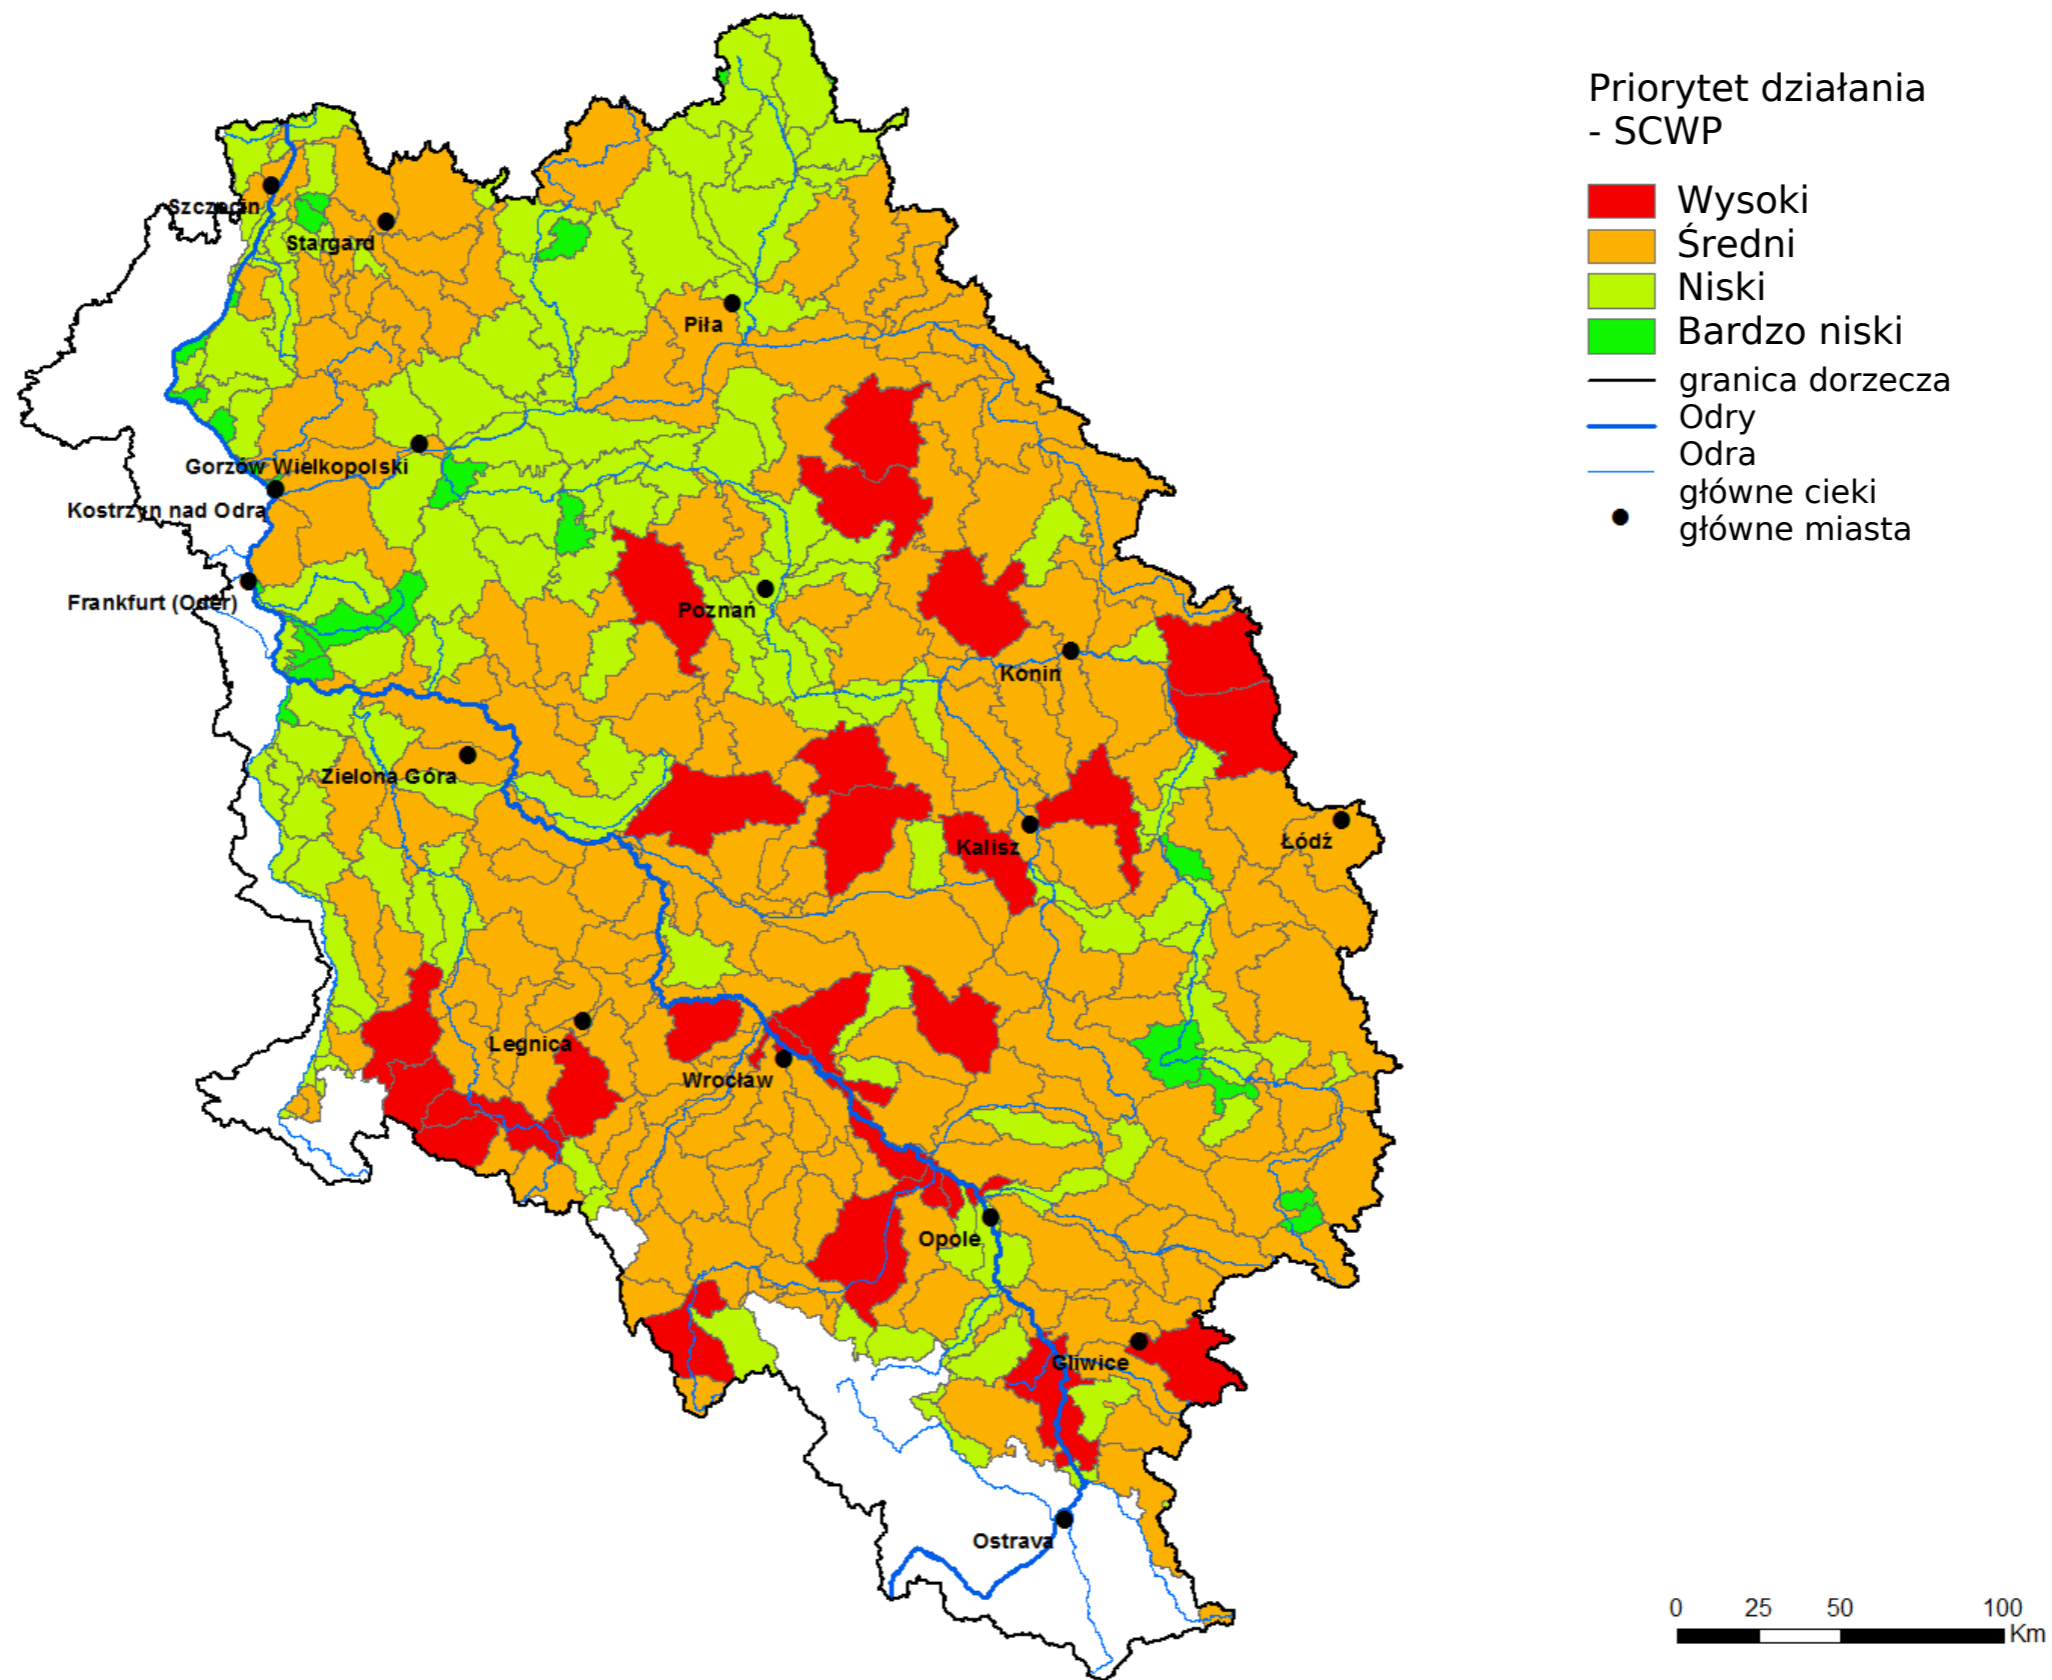 Priorytet działania
- SCWP
Wysoki
Średni
Niski
Bardzo niski
granica dorzecza
Odry
Odra
główne cieki
główne miasta
Szczecin
Stargard
Piła
Gorzów Wielkopolski
Kostrzyn nad Odrą
Frankfurt (Oder)
Poznań
Konin
Zielona Góra
Łódź
Kalisz
Legnica
Wrocław
Opole
Gliwice
Ostrava
0 25 50 100
Km